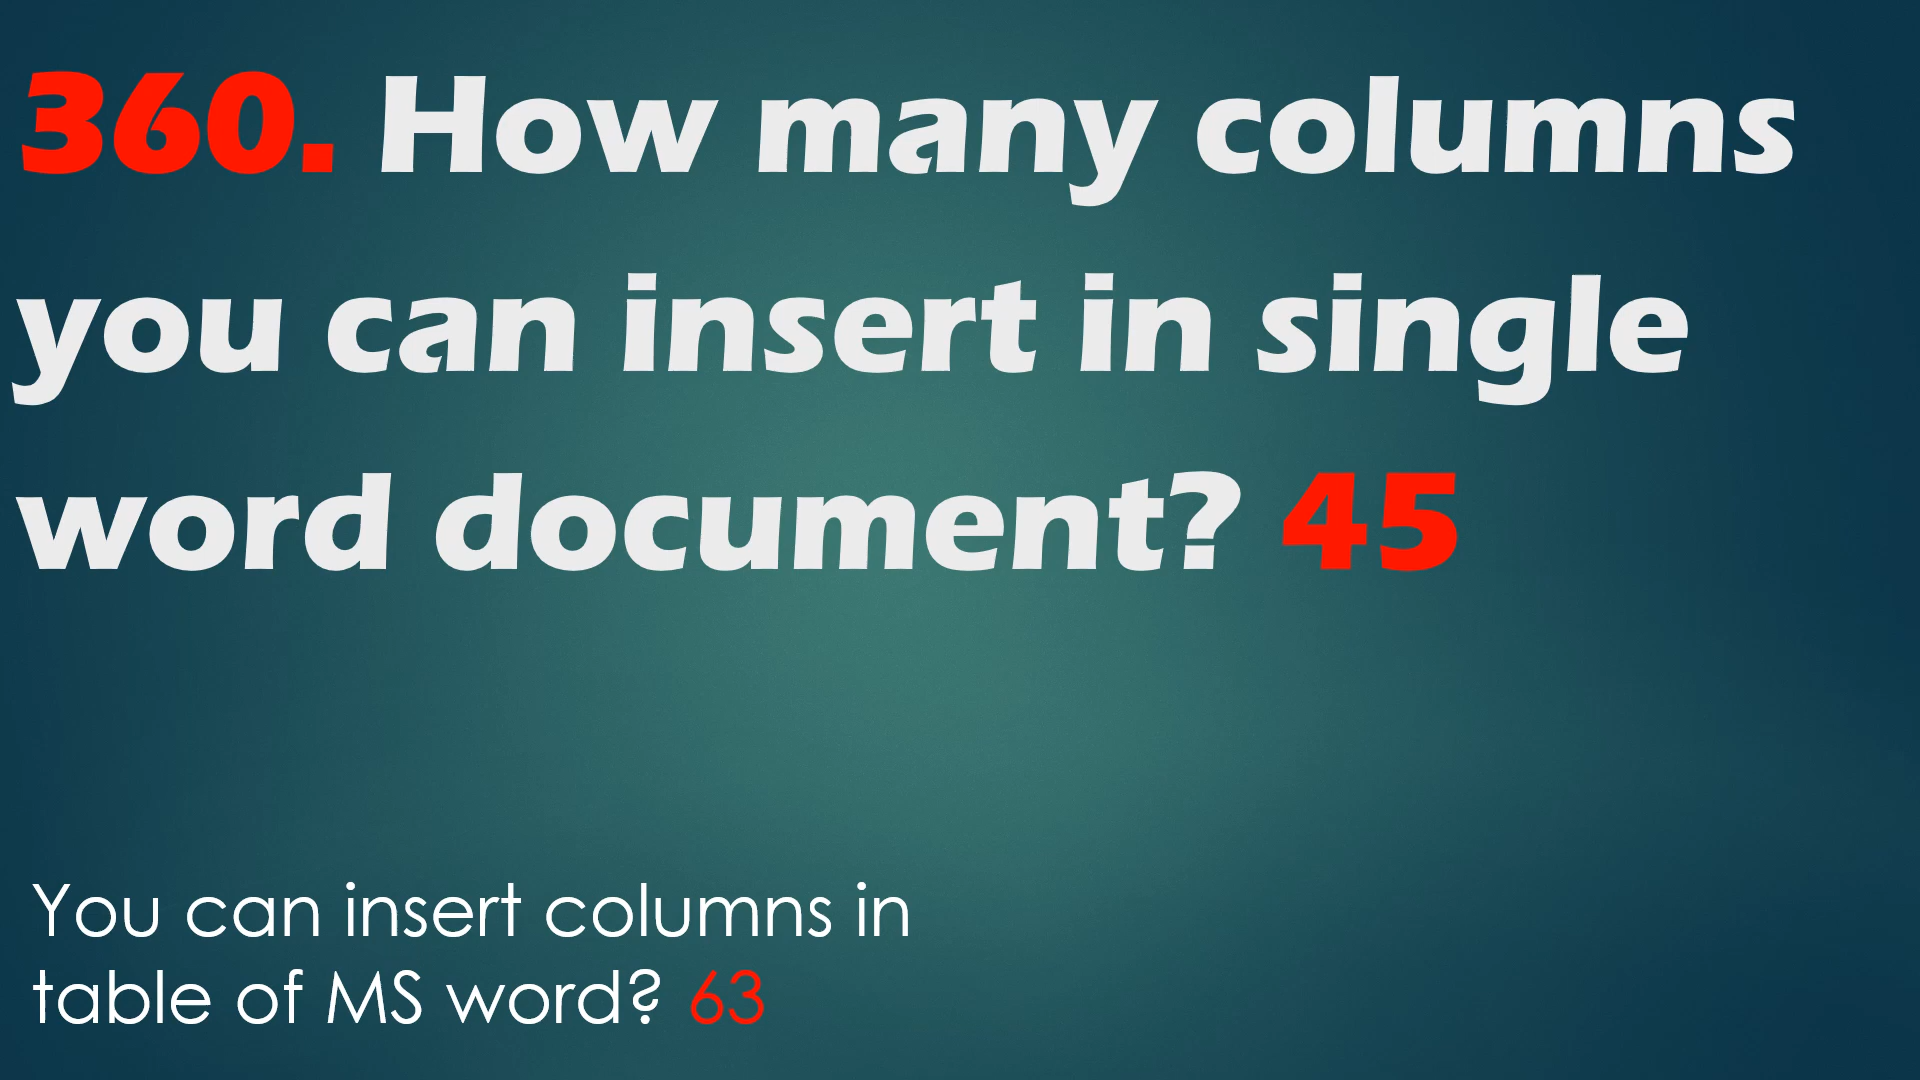 360. How many columns
you can insert in single
word document? 45
You can insert columns in
table of MS word? 63